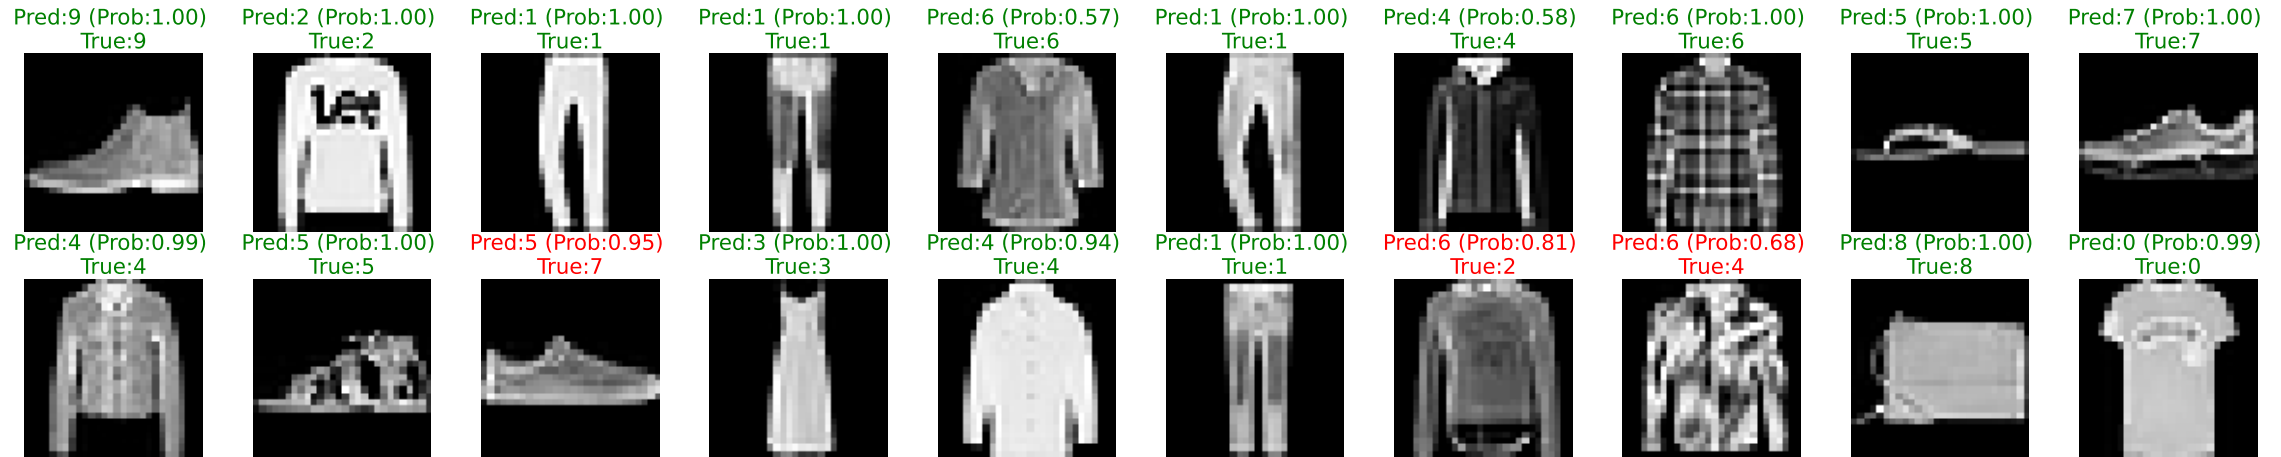 Pred:9 (Prob:1.00) Pred:2 (Prob:1.00) Pred:1 (Prob:1.00) Pred:1 (Prob:1.00) Pred:6 (Prob:0.57) Pred:1 (Prob:1.00) Pred:4 (Prob:0.58) Pred:6 (Prob:1.00) Pred:5 (Prob:1.00) Pred:7 (Prob:1.00)
True:9 True:2 True:1 True:1 True:6 True:1 True:4 True:6 True:5 True:7
Lee
Pred:4 (Prob:0.99) Pred:5 (Prob:1.00) Pred:5 (Prob:0.95) Pred:3 (Prob:1.00) Pred:4 (Prob:0.94) Pred:1 (Prob:1.00) Pred:6 (Prob:0.81) Pred:6 (Prob:0.68) Pred:8 (Prob:1.00) Pred:0 (Prob:0.99)
True:4 True:5 True:7 True:3 True:4 True:1 True:2 True:4 True:8 True:0